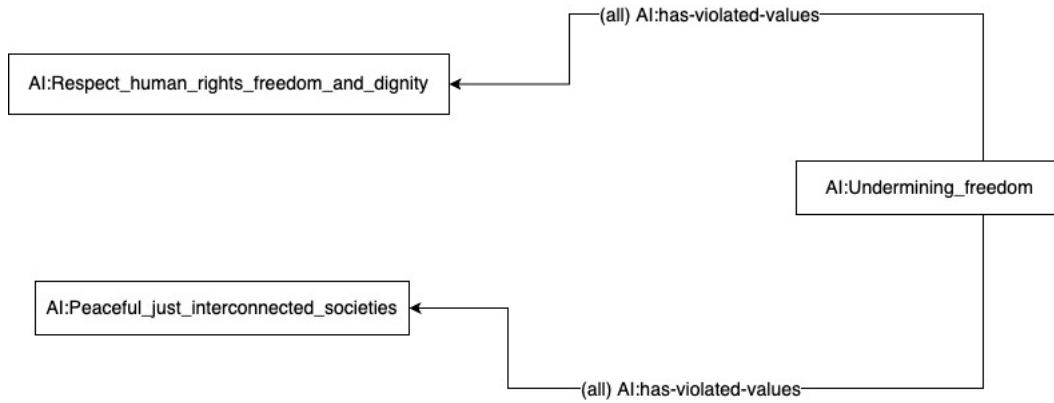 (all) AI:has-violated-values
AI:Respect_human_rights_freedom_and_dignity
AI:Undermining_freedom
AI:Peaceful_just_interconnected_societies
(all) AI:has-violated-values